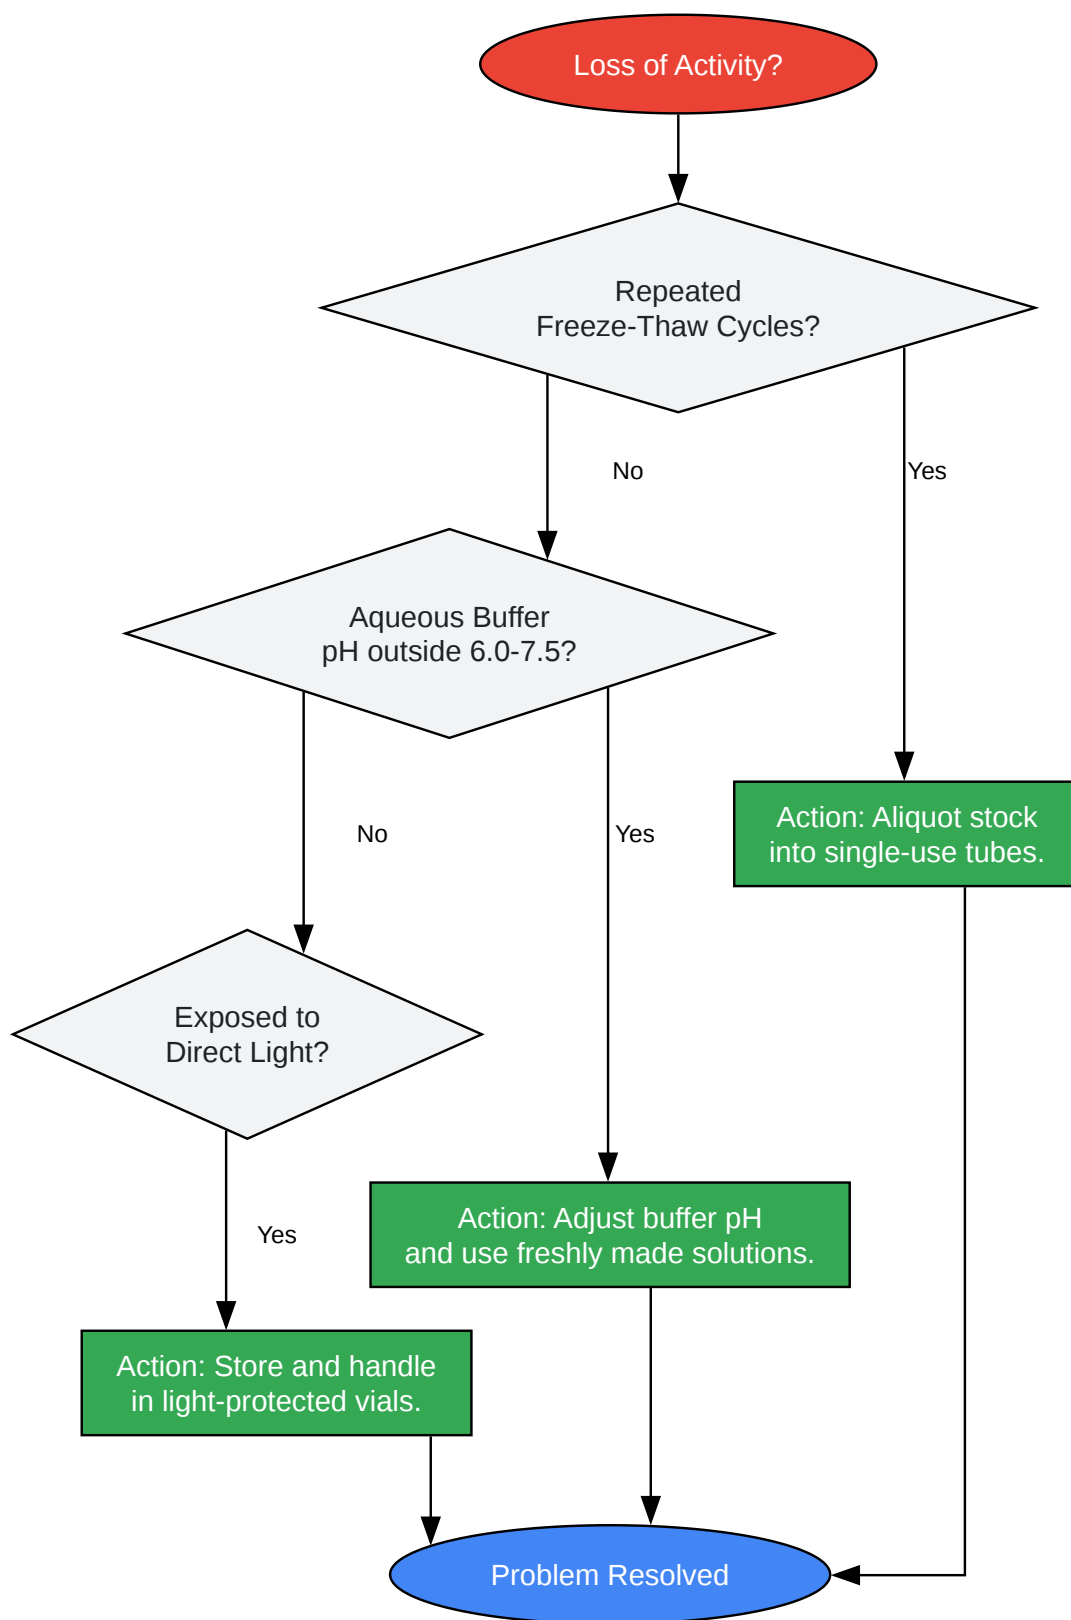 Loss of Activity?
Repeated
Freeze-Thaw Cycles?
No
Yes
Aqueous Buffer
pH outside 6.0-7.5?
No
Yes
Action: Aliquot stock
into single-use tubes.
Exposed to
Direct Light?
Yes
Action: Adjust buffer pH
and use freshly made solutions.
Action: Store and handle
in light-protected vials.
Problem Resolved